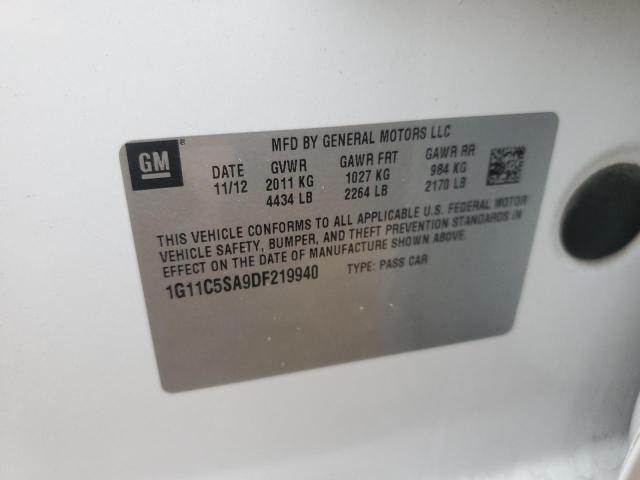 GM®
MFD BY GENERAL MOTORS LLC
DATE GVWR GAWR FRT GAWR RR
11/12 2011 KG 1027 KG 984 KG
4434 LB 2264 LB 2170 LB
THIS VEHICLE CONFORMS TO ALL APPLICABLE U.S. FEDERAL MOTOR
VEHICLE SAFETY, BUMPER, AND THEFT PREVENTION STANDARDS IN
EFFECT ON THE DATE OF MANUFACTURE SHOWN ABOVE.
1G11C5SA9DF219940 TYPE: PASS CAR